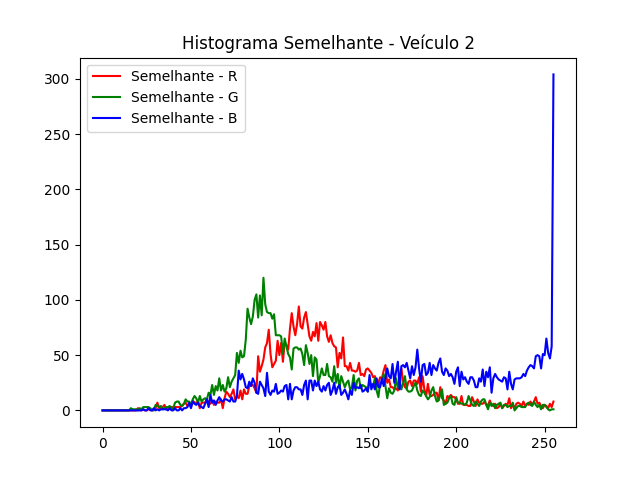 Histograma Semelhante - Veículo 2
Semelhante - R
Semelhante - G
Semelhante - B
300
250
200
150
100
50
0
0 50 100 150 200 250